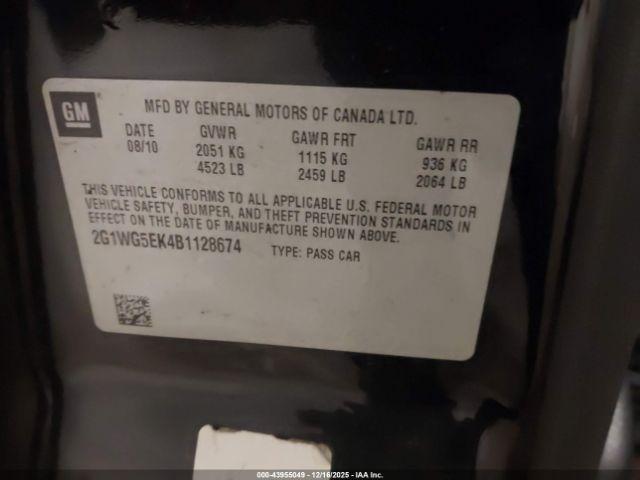 GM
MFD BY GENERAL MOTORS OF CANADA LTD.
DATE GVWR GAWR FRT GAWR RR
08/10 2051 KG 1115 KG 936 KG
4523 LB 2459 LB 2064 LB
THIS VEHICLE CONFORMS TO ALL APPLICABLE U.S. FEDERAL MOTOR
VEHICLE SAFETY, BUMPER, AND THEFT PREVENTION STANDARDS IN
EFFECT ON THE DATE OF MANUFACTURE SHOWN ABOVE.
2G1WG5EK4B1128674 TYPE: PASS CAR
000-43955049 - 12/16/2025 - IAA Inc.